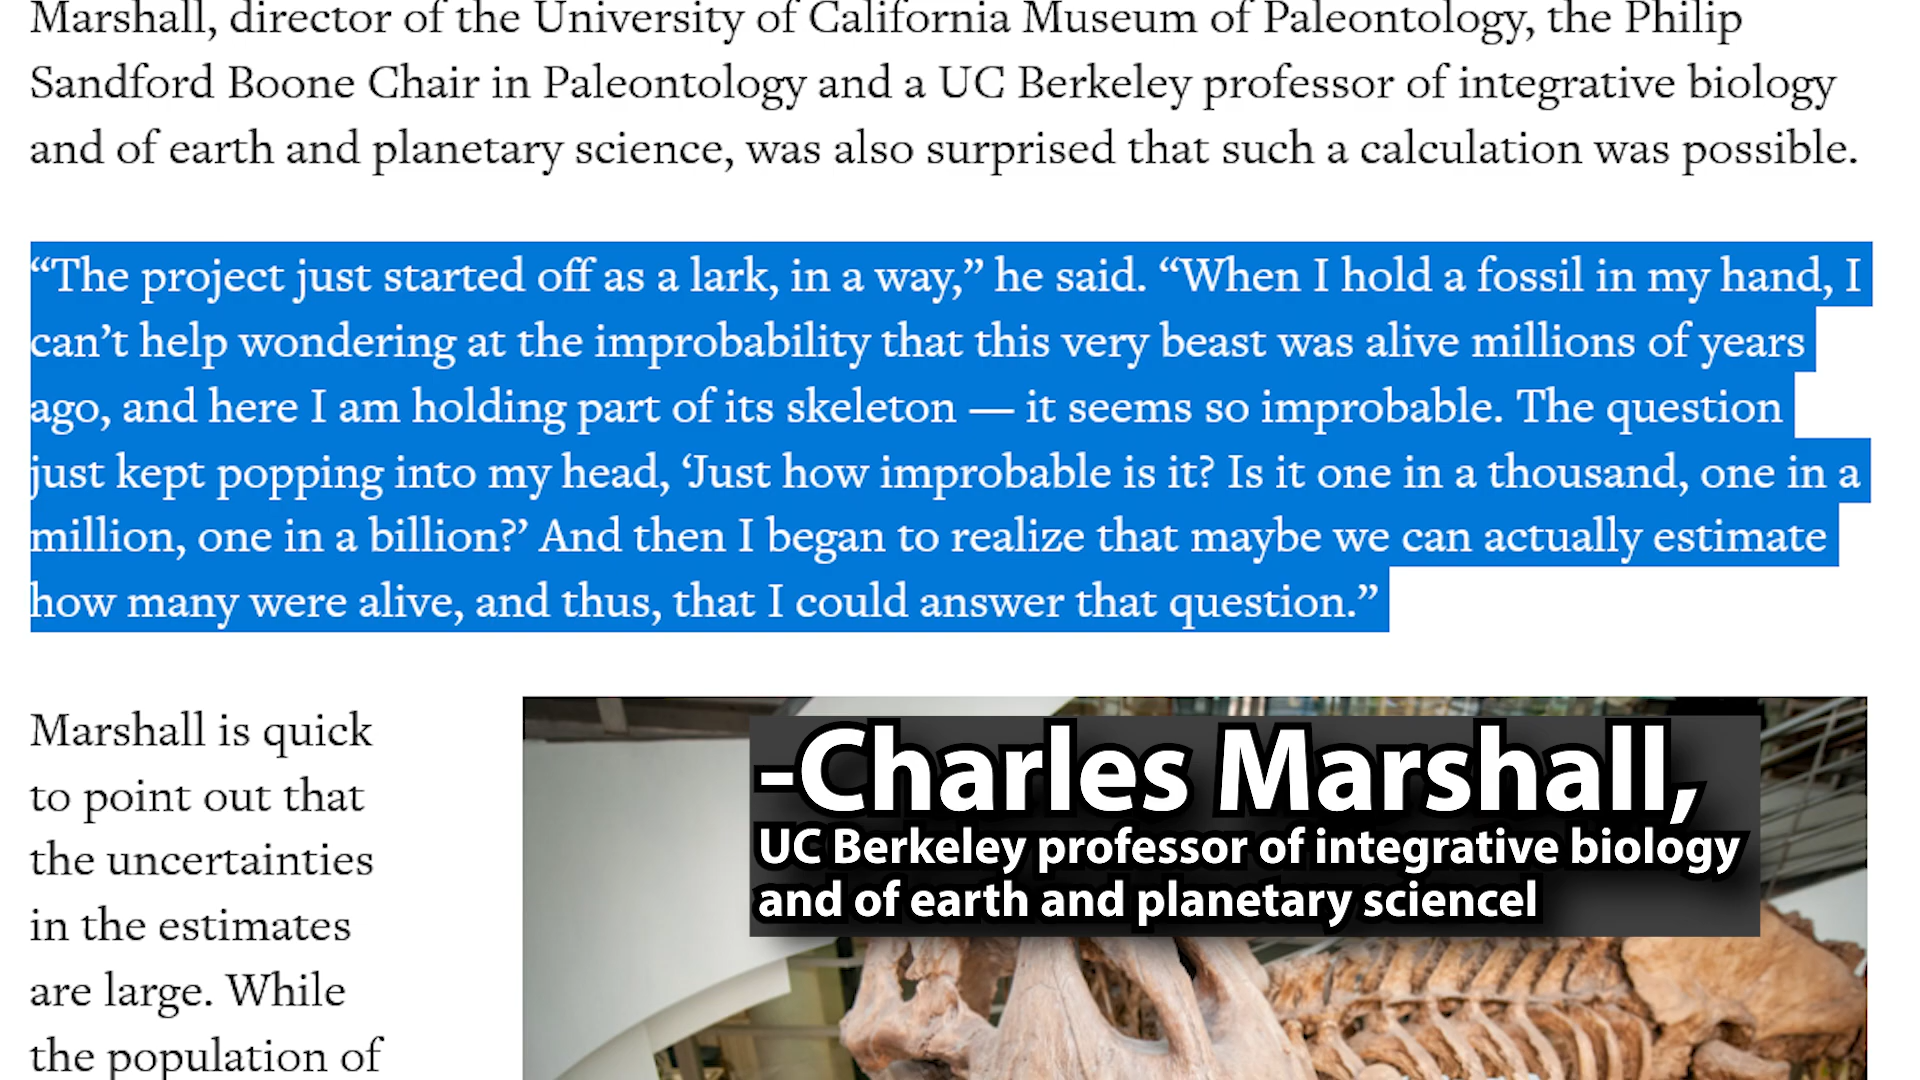 Marshall, director of the University of California Museum of Paleontology, the Philip
Sandford Boone Chair in Paleontology and a UC Berkeley professor of integrative biology
and of earth and planetary science, was also surprised that such a calculation was possible.
“The project just started off as a lark, in a way,” he said. “When I hold a fossil in my hand, I
can’t help wondering at the improbability that this very beast was alive millions of years
ago, and here I am holding part of its skeleton — it seems so improbable. The question
just kept popping into my head, ‘Just how improbable is it? Is it one in a thousand, one in a
million, one in a billion?’ And then I began to realize that maybe we can actually estimate
how many were alive, and thus, that I could answer that question.”
Marshall is quick
to point out that
the uncertainties
in the estimates
are large. While
the population of
-Charles Marshall,
UC Berkeley professor of integrative biology
and of earth and planetary sciencel